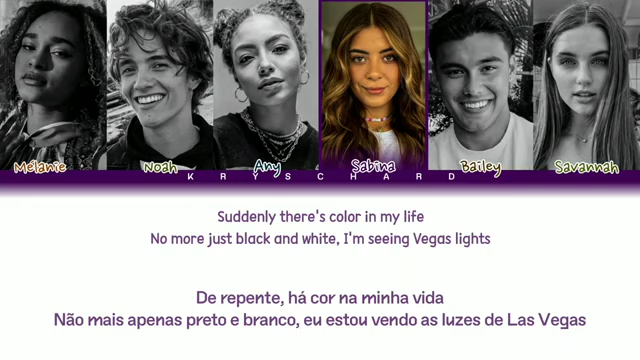 Mélanie Noah Any Sabina Bailey Savannah
KRYSCHARD
Suddenly there's color in my life
No more just black and white, I'm seeing Vegas lights
De repente, há cor na minha vida
Não mais apenas preto e branco, eu estou vendo as luzes de Las Vegas